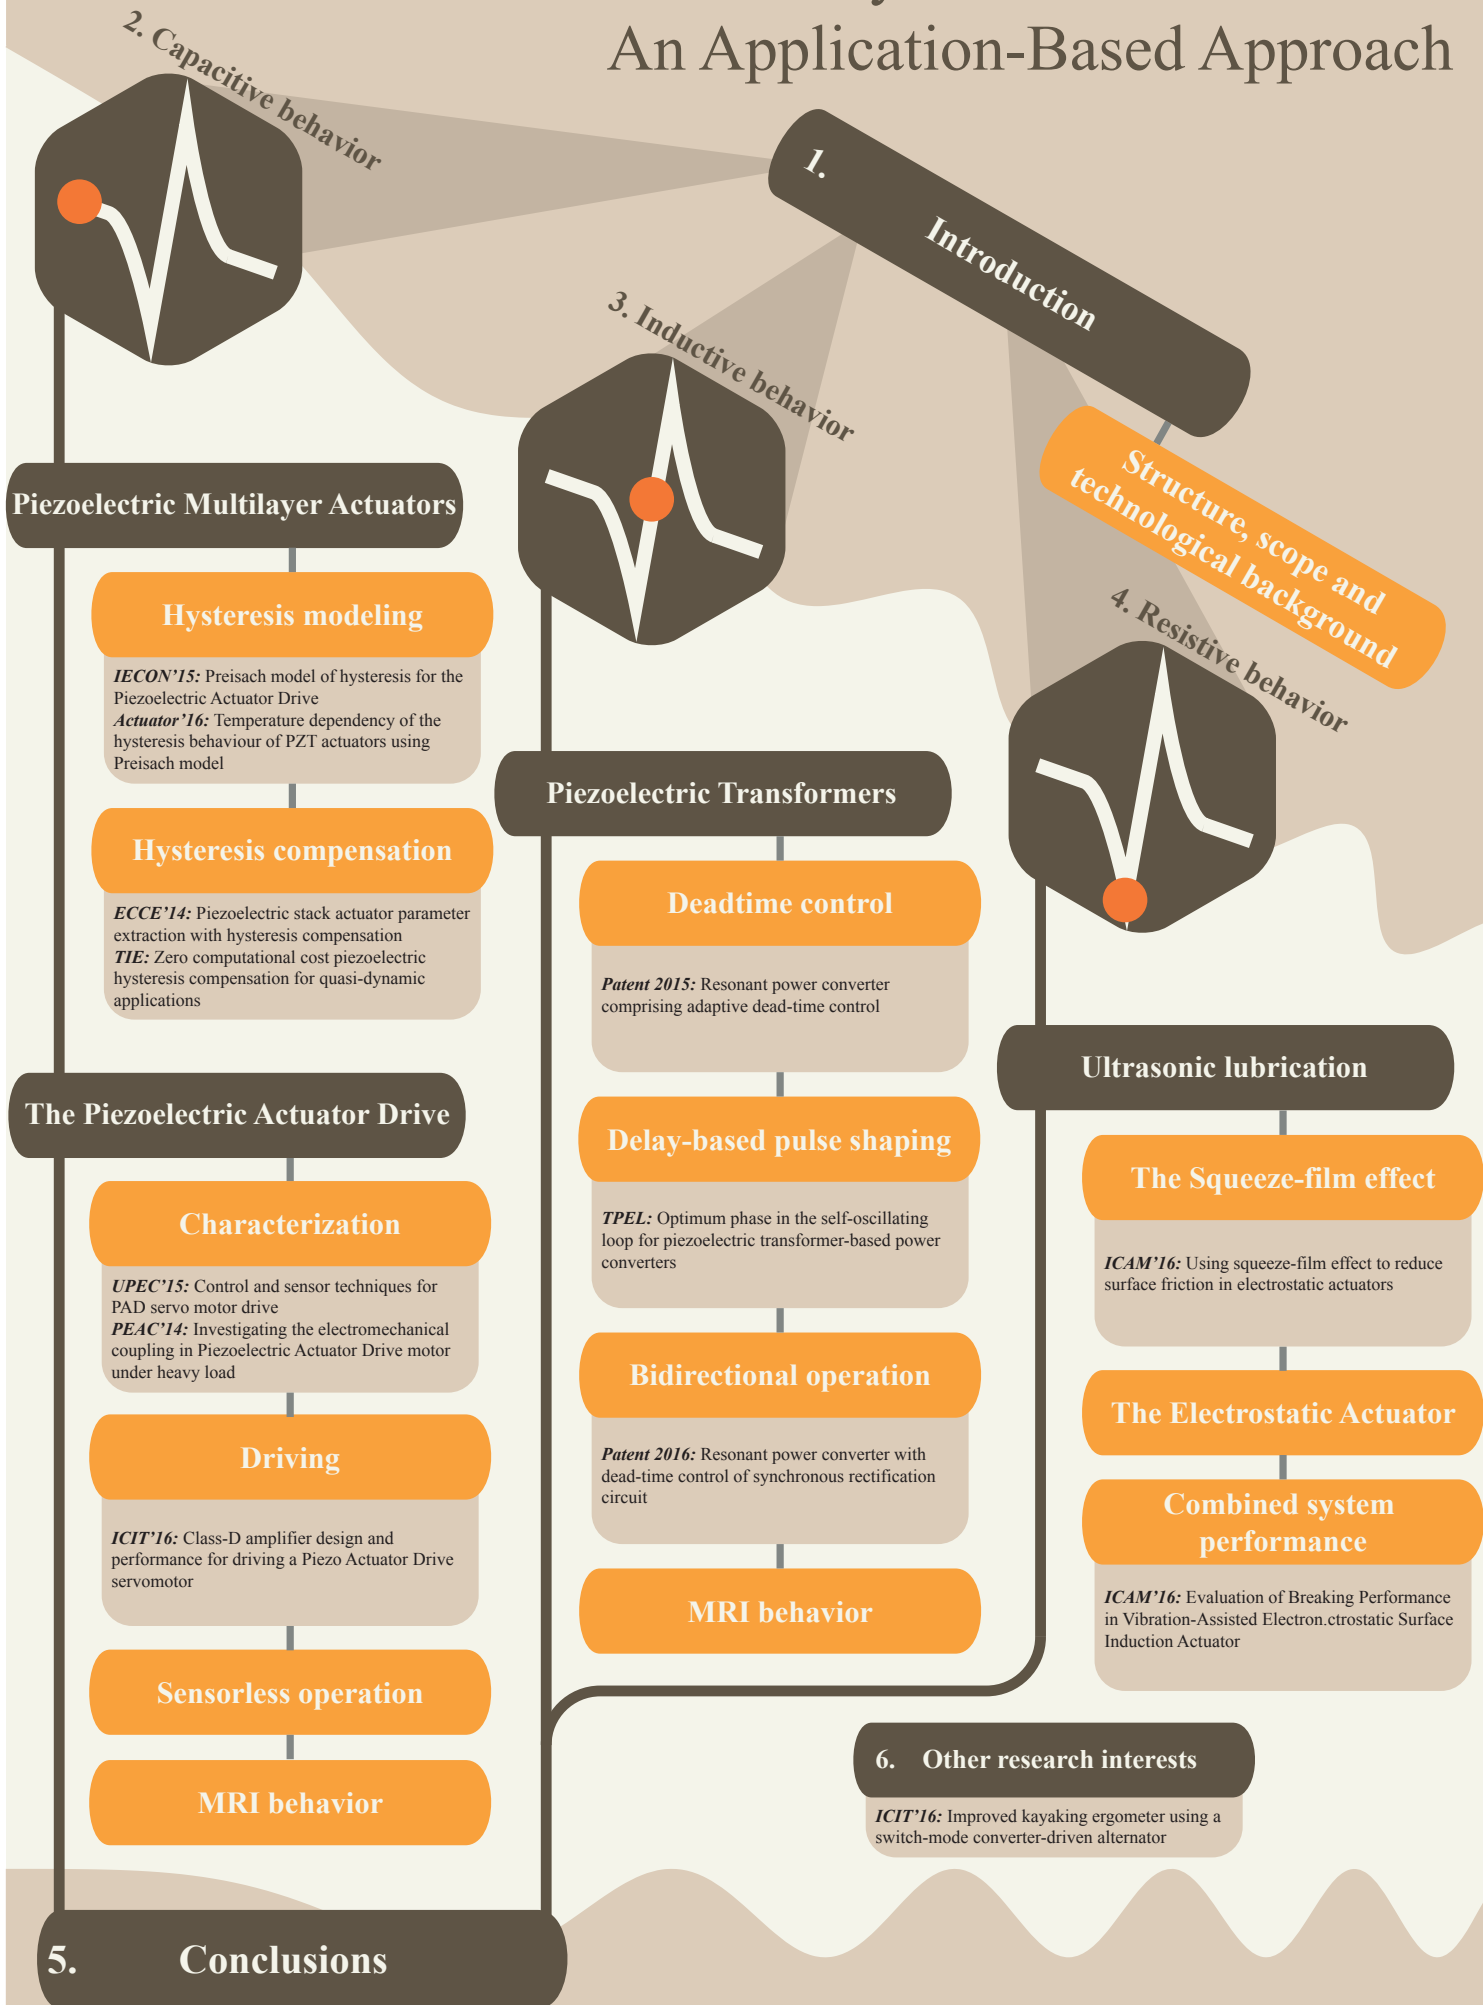 An Application-Based Approach
1.
Introduction
Structure, scope and
technological background
2. Capacitive behavior
Piezoelectric Multilayer Actuators
Hysteresis modeling
IECON’15: Preisach model of hysteresis for the
Piezoelectric Actuator Drive
Actuator’16: Temperature dependency of the
hysteresis behaviour of PZT actuators using
Preisach model
Hysteresis compensation
ECCE’14: Piezoelectric stack actuator parameter
extraction with hysteresis compensation
TIE: Zero computational cost piezoelectric
hysteresis compensation for quasi-dynamic
applications
The Piezoelectric Actuator Drive
Characterization
UPEC’15: Control and sensor techniques for
PAD servo motor drive
PEAC’14: Investigating the electromechanical
coupling in Piezoelectric Actuator Drive motor
under heavy load
Driving
ICIT’16: Class-D amplifier design and
performance for driving a Piezo Actuator Drive
servomotor
Sensorless operation
MRI behavior
3. Inductive behavior
Piezoelectric Transformers
Deadtime control
Patent 2015: Resonant power converter
comprising adaptive dead-time control
Delay-based pulse shaping
TPEL: Optimum phase in the self-oscillating
loop for piezoelectric transformer-based power
converters
Bidirectional operation
Patent 2016: Resonant power converter with
dead-time control of synchronous rectification
circuit
MRI behavior
4. Resistive behavior
Ultrasonic lubrication
The Squeeze-film effect
ICAM’16: Using squeeze-film effect to reduce
surface friction in electrostatic actuators
The Electrostatic Actuator
Combined system
performance
ICAM’16: Evaluation of Breaking Performance
in Vibration-Assisted Electron.ctrostatic Surface
Induction Actuator
5. Conclusions
6. Other research interests
ICIT’16: Improved kayaking ergometer using a
switch-mode converter-driven alternator